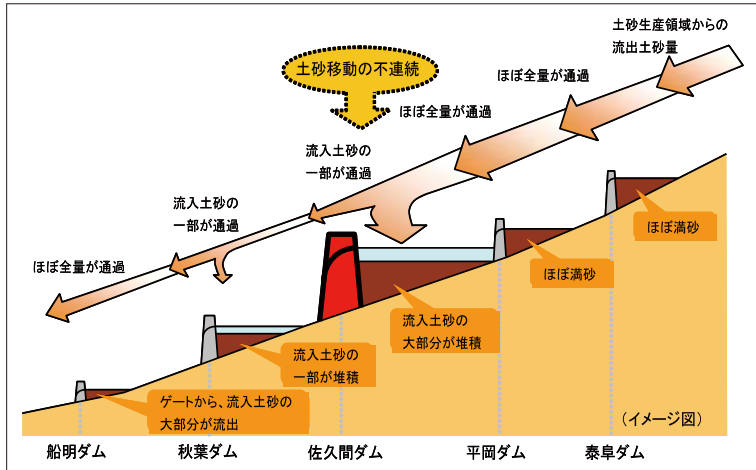 土砂生産領域からの
流出土砂量
土砂移動の不連続
ほぼ全量が通過
ほぼ全量が通過
流入土砂の
一部が通過
流入土砂の
一部が通過
ほぼ全量が通過
ほぼ満砂
ほぼ満砂
流入土砂の
大部分が堆積
流入土砂の
一部が堆積
ゲートから、流入土砂の
大部分が流出
(イメージ図)
船明ダム
秋葉ダム
佐久間ダム
平岡ダム
泰阜ダム